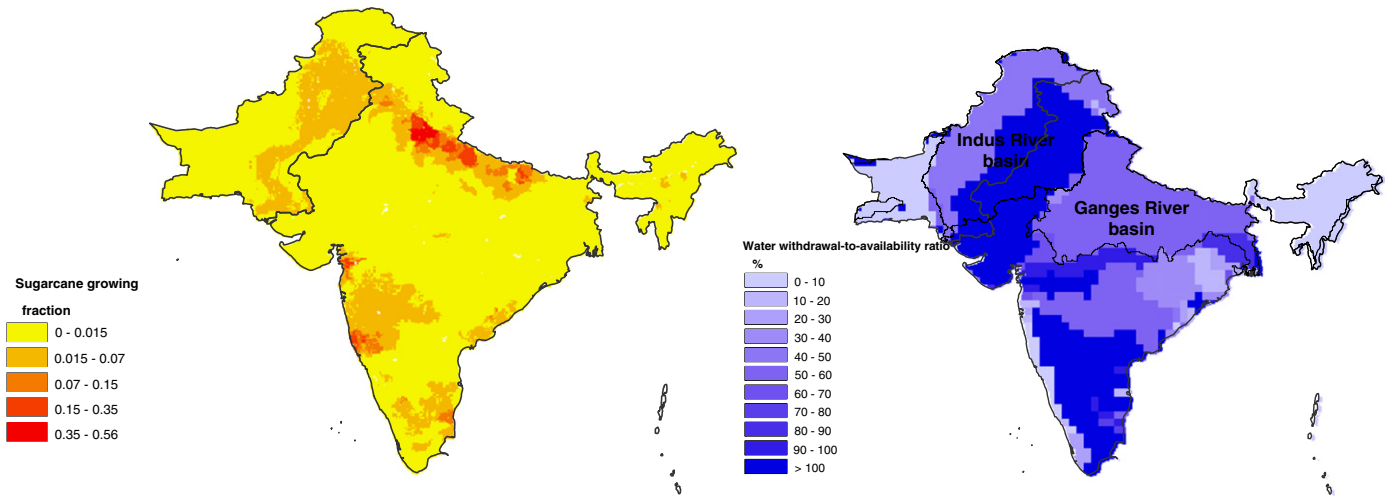 Sugarcane growing
fraction
0 - 0.015
0.015 - 0.07
0.07 - 0.15
0.15 - 0.35
0.35 - 0.56
Indus River
basin
Ganges River
basin
Water withdrawal-to-availability ratio
%
0 - 10
10 - 20
20 - 30
30 - 40
40 - 50
50 - 60
60 - 70
70 - 80
80 - 90
90 - 100
> 100